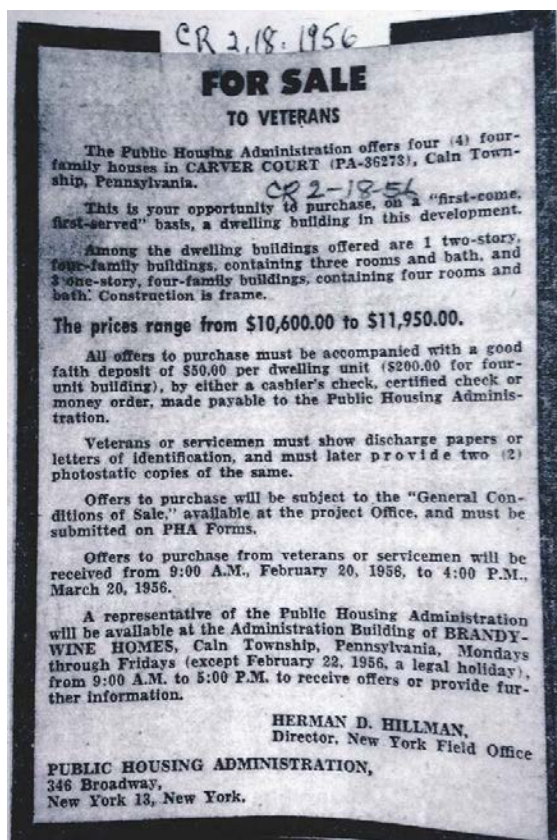 CR 2,18.1956
FOR SALE
TO VETERANS
The Public Housing Administration offers four (4) four-
family houses in CARVER COURT (PA-36273), Caln Town-
ship, Pennsylvania.
CR 2-18-56
This is your opportunity to purchase, on a "first-come,
first-served" basis, a dwelling building in this development.
Among the dwelling buildings offered are 1 two-story,
four-family buildings, containing three rooms and bath, and
3 one-story, four-family buildings, containing four rooms and
bath. Construction is frame.
The prices range from $10,600.00 to $11,950.00.
All offers to purchase must be accompanied with a good
faith deposit of $50.00 per dwelling unit ($200.00 for four-
unit building), by either a cashier's check, certified check or
money order, made payable to the Public Housing Adminis-
tration.
Veterans or servicemen must show discharge papers or
letters of identification, and must later provide two (2)
photostatic copies of the same.
Offers to purchase will be subject to the "General Con-
ditions of Sale," available at the project Office, and must be
submitted on PHA Forms.
Offers to purchase from veterans or servicemen will be
received from 9:00 A.M., February 20, 1956, to 4:00 P.M.,
March 20, 1956.
A representative of the Public Housing Administration
will be available at the Administration Building of BRANDY-
WINE HOMES, Caln Township, Pennsylvania, Mondays
through Fridays (except February 22, 1956, a legal holiday),
from 9:00 A.M. to 5:00 P.M. to receive offers or provide fur-
ther information.
HERMAN D. HILLMAN,
Director, New York Field Office
PUBLIC HOUSING ADMINISTRATION,
346 Broadway,
New York 13, New York.